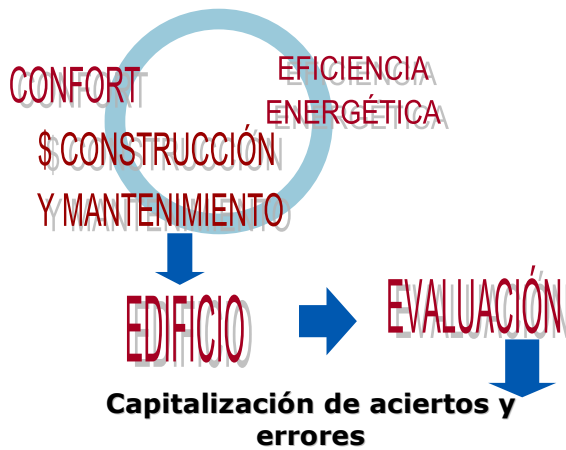 CONFORT
EFICIENCIA
ENERGÉTICA
$ CONSTRUCCIÓN
Y MANTENIMIENTO
EDIFICIO
EVALUACIÓN
Capitalización de aciertos y
errores